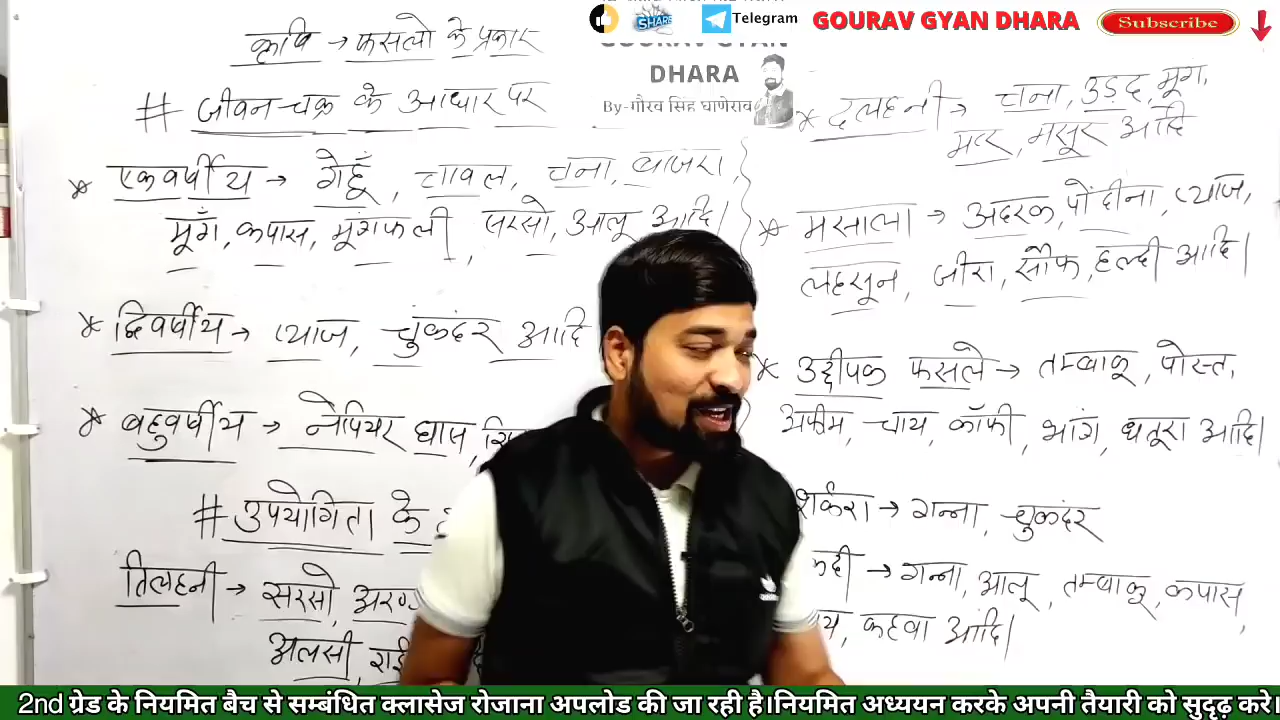 SHARE
Telegram
GOURAV GYAN DHARA
Subscribe
GOURAV GYAN
DHARA
By-गौरव सिंह घाणेराव
कृषि → फसलो के प्रकार
# जीवन चक्र के आधार पर
* एकवर्षीय → गेहूँ, चावल, चना, बाजरा,
मूँग, कपास, मूंगफली, सरसो, आलू आदि।
* द्विवर्षीय → प्याज, चुकंदर आदि
* बहुवर्षीय → नेपियर घास,
# उपयोगिता के
तिलहनी → सरसो,
अलसी,
* दलहनी → चना, उड़द, मूंग,
मटर, मसूर आदि
* मसाला → अदरक, पोदीना, प्याज,
लहसून, जीरा, सौफ, हल्दी आदि।
* उद्दीपक फसले → तम्बाकू, पोस्त,
अफीम, चाय, कॉफी, भांग, धतूरा आदि।
शर्करा → गन्ना, चुकंदर
→ गन्ना, आलू, तम्बाकू, कपास,
कहवा आदि।
2nd ग्रेड के नियमित बैच से सम्बंधित क्लासेज रोजाना अपलोड की जा रही है।नियमित अध्ययन करके अपनी तैयारी को सुदृढ़ करे।